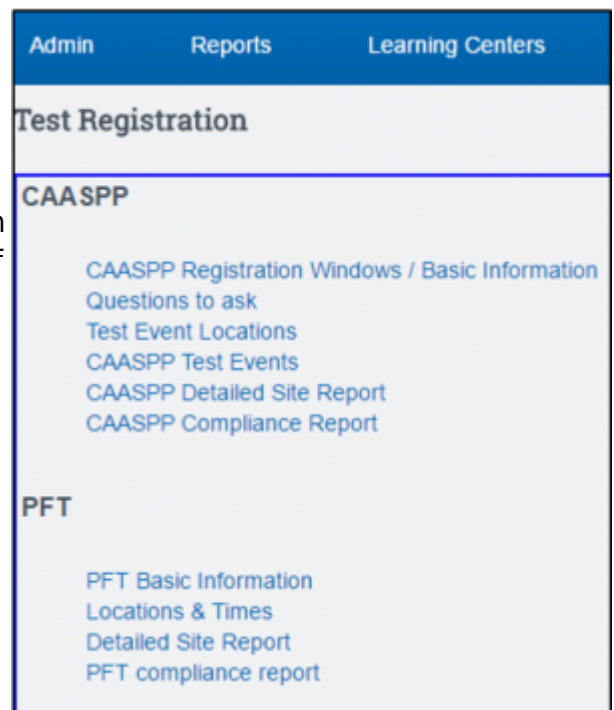 Admin Reports Learning Centers
Test Registration
CAASPP
CAASPP Registration Windows / Basic Information
Questions to ask
Test Event Locations
CAASPP Test Events
CAASPP Detailed Site Report
CAASPP Compliance Report
PFT
PFT Basic Information
Locations & Times
Detailed Site Report
PFT compliance report